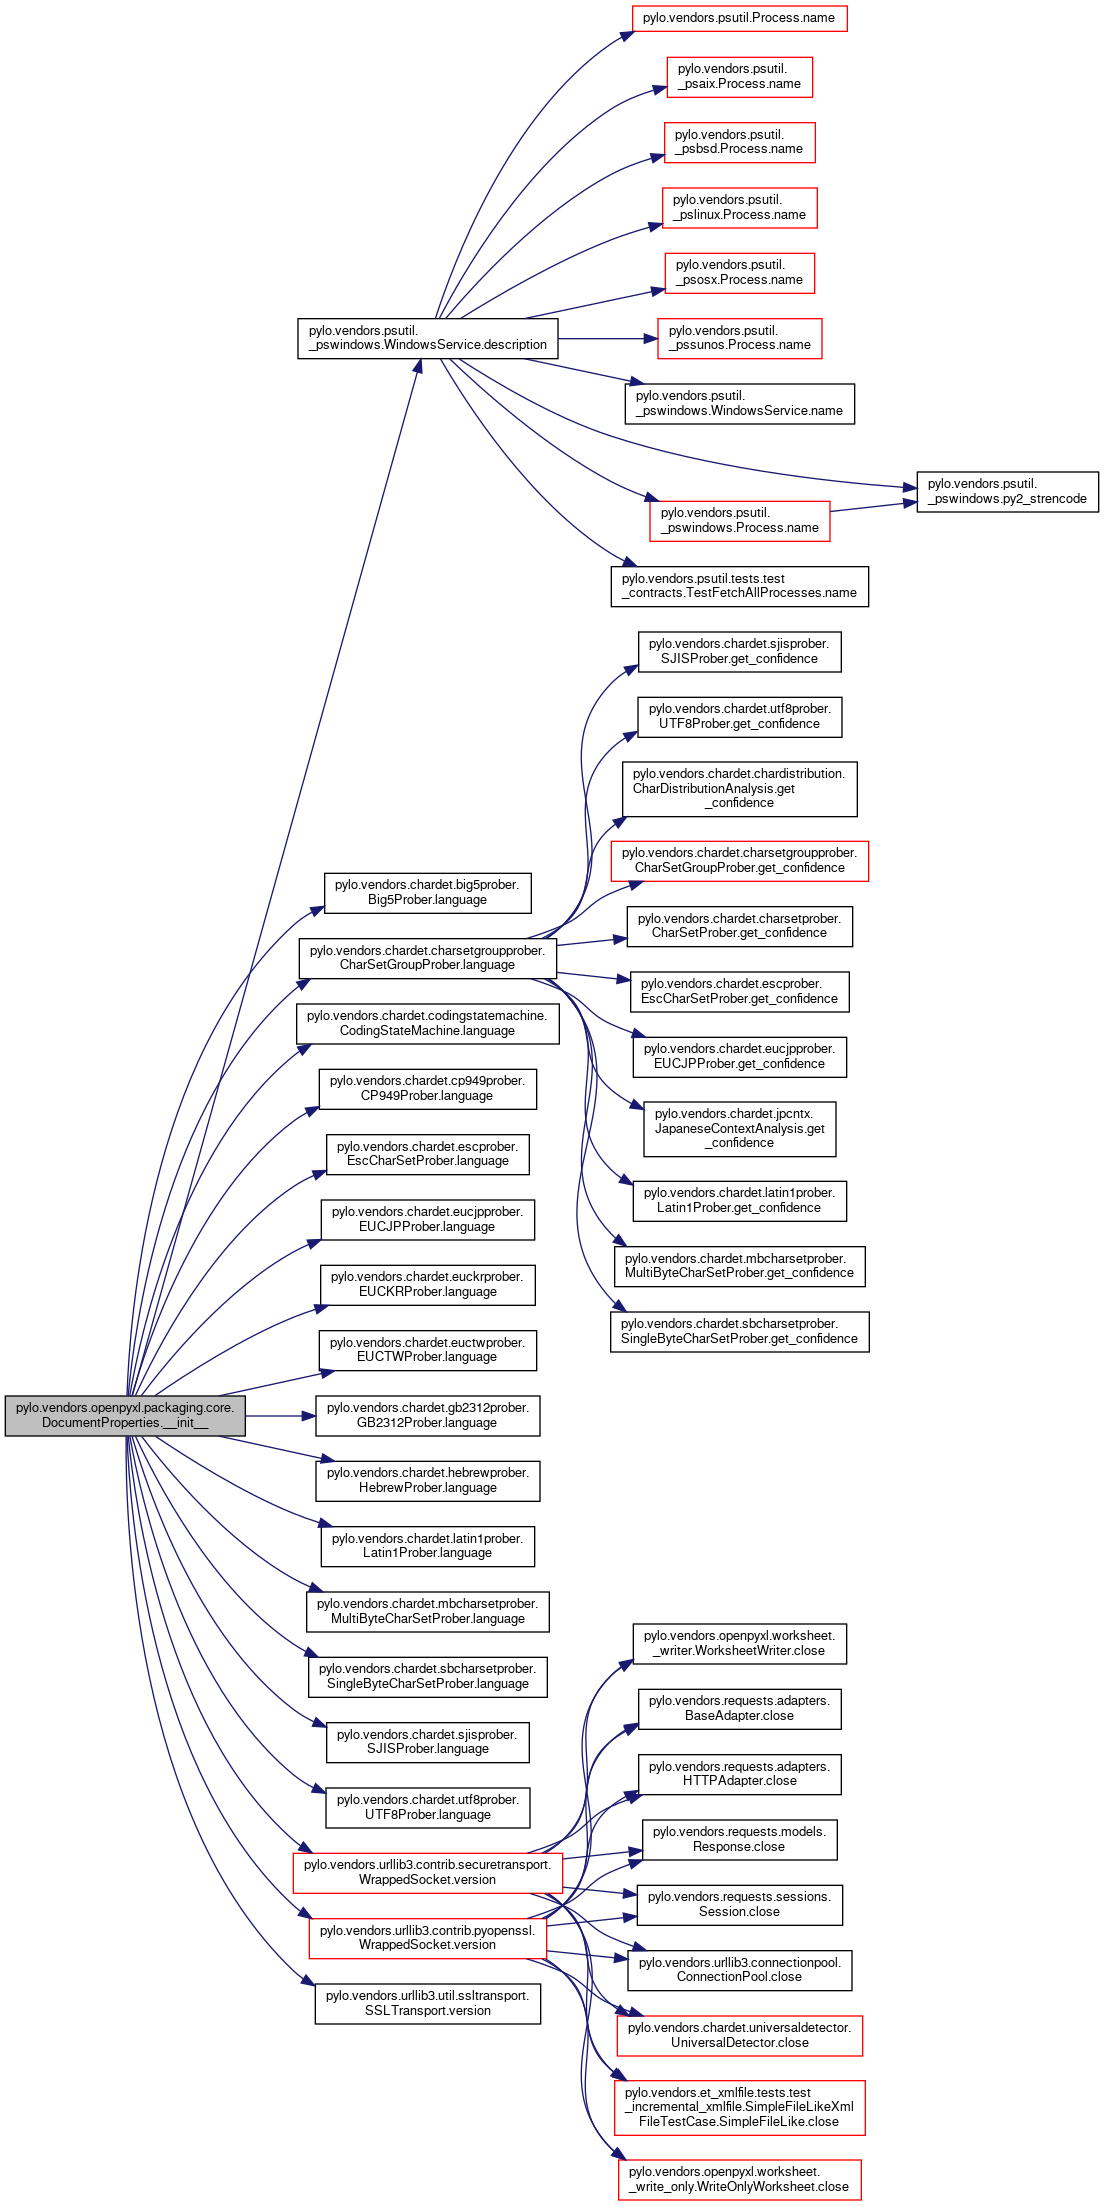 pylo.vendors.psutil.Process.name
pylo.vendors.psutil.
_psaix.Process.name
pylo.vendors.psutil.
_psbsd.Process.name
pylo.vendors.psutil.
_pslinux.Process.name
pylo.vendors.psutil.
_psosx.Process.name
pylo.vendors.psutil.
_pswindows.WindowsService.description
pylo.vendors.psutil.
_pssunos.Process.name
pylo.vendors.psutil.
_pswindows.WindowsService.name
pylo.vendors.psutil.
_pswindows.py2_strencode
pylo.vendors.psutil.
_pswindows.Process.name
pylo.vendors.psutil.tests.test
_contracts.TestFetchAllProcesses.name
pylo.vendors.chardet.sjisprober.
SJISProber.get_confidence
pylo.vendors.chardet.utf8prober.
UTF8Prober.get_confidence
pylo.vendors.chardet.chardistribution.
CharDistributionAnalysis.get
_confidence
pylo.vendors.chardet.charsetgroupprober.
CharSetGroupProber.get_confidence
pylo.vendors.chardet.big5prober.
Big5Prober.language
pylo.vendors.chardet.charsetprober.
CharSetProber.get_confidence
pylo.vendors.chardet.charsetgroupprober.
CharSetGroupProber.language
pylo.vendors.chardet.escprober.
EscCharSetProber.get_confidence
pylo.vendors.chardet.codingstatemachine.
CodingStateMachine.language
pylo.vendors.chardet.eucjpprober.
EUCJPProber.get_confidence
pylo.vendors.chardet.cp949prober.
CP949Prober.language
pylo.vendors.chardet.jpcntx.
JapaneseContextAnalysis.get
_confidence
pylo.vendors.chardet.escprober.
EscCharSetProber.language
pylo.vendors.chardet.latin1prober.
Latin1Prober.get_confidence
pylo.vendors.chardet.eucjpprober.
EUCJPProber.language
pylo.vendors.chardet.mbcharsetprober.
MultiByteCharSetProber.get_confidence
pylo.vendors.chardet.euckrprober.
EUCKRProber.language
pylo.vendors.chardet.sbcharsetprober.
SingleByteCharSetProber.get_confidence
pylo.vendors.chardet.euctwprober.
EUCTWProber.language
pylo.vendors.openpyxl.packaging.core.
DocumentProperties.__init__
pylo.vendors.chardet.gb2312prober.
GB2312Prober.language
pylo.vendors.chardet.hebrewprober.
HebrewProber.language
pylo.vendors.chardet.latin1prober.
Latin1Prober.language
pylo.vendors.chardet.mbcharsetprober.
MultiByteCharSetProber.language
pylo.vendors.chardet.sbcharsetprober.
SingleByteCharSetProber.language
pylo.vendors.chardet.sjisprober.
SJISProber.language
pylo.vendors.chardet.utf8prober.
UTF8Prober.language
pylo.vendors.urllib3.contrib.securetransport.
WrappedSocket.version
pylo.vendors.urllib3.contrib.pyopenssl.
WrappedSocket.version
pylo.vendors.urllib3.util.ssltransport.
SSLTransport.version
pylo.vendors.openpyxl.worksheet.
_writer.WorksheetWriter.close
pylo.vendors.requests.adapters.
BaseAdapter.close
pylo.vendors.requests.adapters.
HTTPAdapter.close
pylo.vendors.requests.models.
Response.close
pylo.vendors.requests.sessions.
Session.close
pylo.vendors.urllib3.connectionpool.
ConnectionPool.close
pylo.vendors.chardet.universaldetector.
UniversalDetector.close
pylo.vendors.et_xmlfile.tests.test
_incremental_xmlfile.SimpleFileLikeXml
FileTestCase.SimpleFileLike.close
pylo.vendors.openpyxl.worksheet.
_write_only.WriteOnlyWorksheet.close